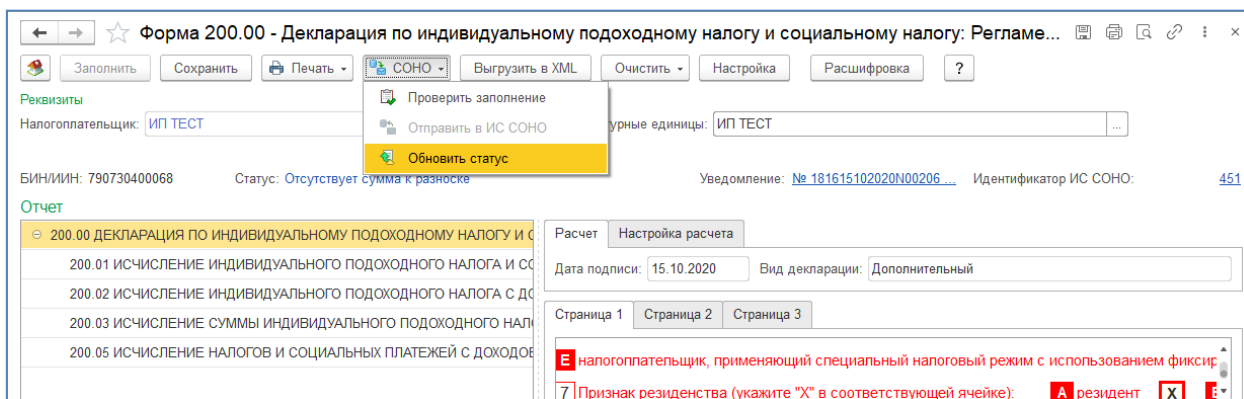 Форма 200.00 - Декларация по индивидуальному подоходному налогу и социальному налогу: Регламе...
Заполнить Сохранить Печать СОНО Выгрузить в XML Очистить Настройка Расшифровка ?
Реквизиты
Проверить заполнение
Налогоплательщик: ИП ТЕСТ урные единицы: ИП ТЕСТ ...
Отправить в ИС СОНО
Обновить статус
БИН/ИИН: 790730400068 Статус: Отсутствует сумма к разноске Уведомление: № 181615102020N00206 ... Идентификатор ИС СОНО: 451
Отчет
200.00 ДЕКЛАРАЦИЯ ПО ИНДИВИДУАЛЬНОМУ ПОДОХОДНОМУ НАЛОГУ И С
Расчет Настройка расчета
200.01 ИСЧИСЛЕНИЕ ИНДИВИДУАЛЬНОГО ПОДОХОДНОГО НАЛОГА И СО
Дата подписи: 15.10.2020 Вид декларации: Дополнительный
200.02 ИСЧИСЛЕНИЕ ИНДИВИДУАЛЬНОГО ПОДОХОДНОГО НАЛОГА С ДО
200.03 ИСЧИСЛЕНИЕ СУММЫ ИНДИВИДУАЛЬНОГО ПОДОХОДНОГО НАЛ
Страница 1 Страница 2 Страница 3
200.05 ИСЧИСЛЕНИЕ НАЛОГОВ И СОЦИАЛЬНЫХ ПЛАТЕЖЕЙ С ДОХОДОВ
E налогоплательщик, применяющий специальный налоговый режим с использованием фиксир
7 Признак резиденства (укажите "X" в соответствующей ячейке): A резидент X